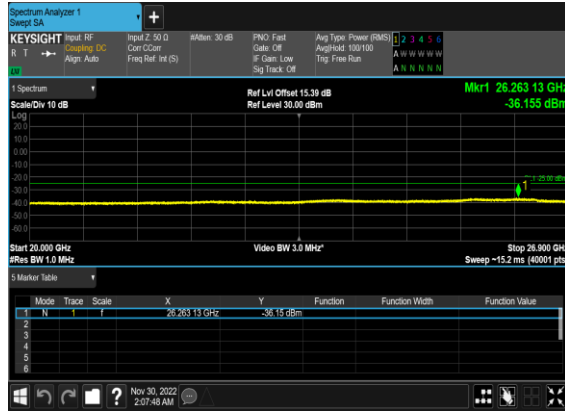 Spectrum Analyzer 1
Swept SA
KEYSIGHT Input: RF Input Z: 50 Ω #Atten: 30 dB PNO: Fast Avg Type: Power (RMS) 1 2 3 4 5 6
R T Coupling: DC Corr CCorr Gate: Off Avg|Hold: 100/100 A W W W W W
Align: Auto Freq Ref: Int (S) IF Gain: Low Trig: Free Run
Sig Track: Off A N N N N N
1 Spectrum
Ref Lvl Offset 15.39 dB Mkr1 26.263 13 GHz
Scale/Div 10 dB Ref Level 30.00 dBm -36.155 dBm
Log
20.0
10.0
0.00
-10.0
-20.0
-25.00 dBm
1
-30.0
-40.0
-50.0
-60.0
Start 20.000 GHz Video BW 3.0 MHz* Stop 26.900 GHz
#Res BW 1.0 MHz Sweep ~15.2 ms (40001 pts)
5 Marker Table
Mode Trace Scale X Y Function Function Width Function Value
1 N 1 f 26.263 13 GHz -36.15 dBm
2
3
4
5
6
? Nov 30, 2022
2:07:48 AM